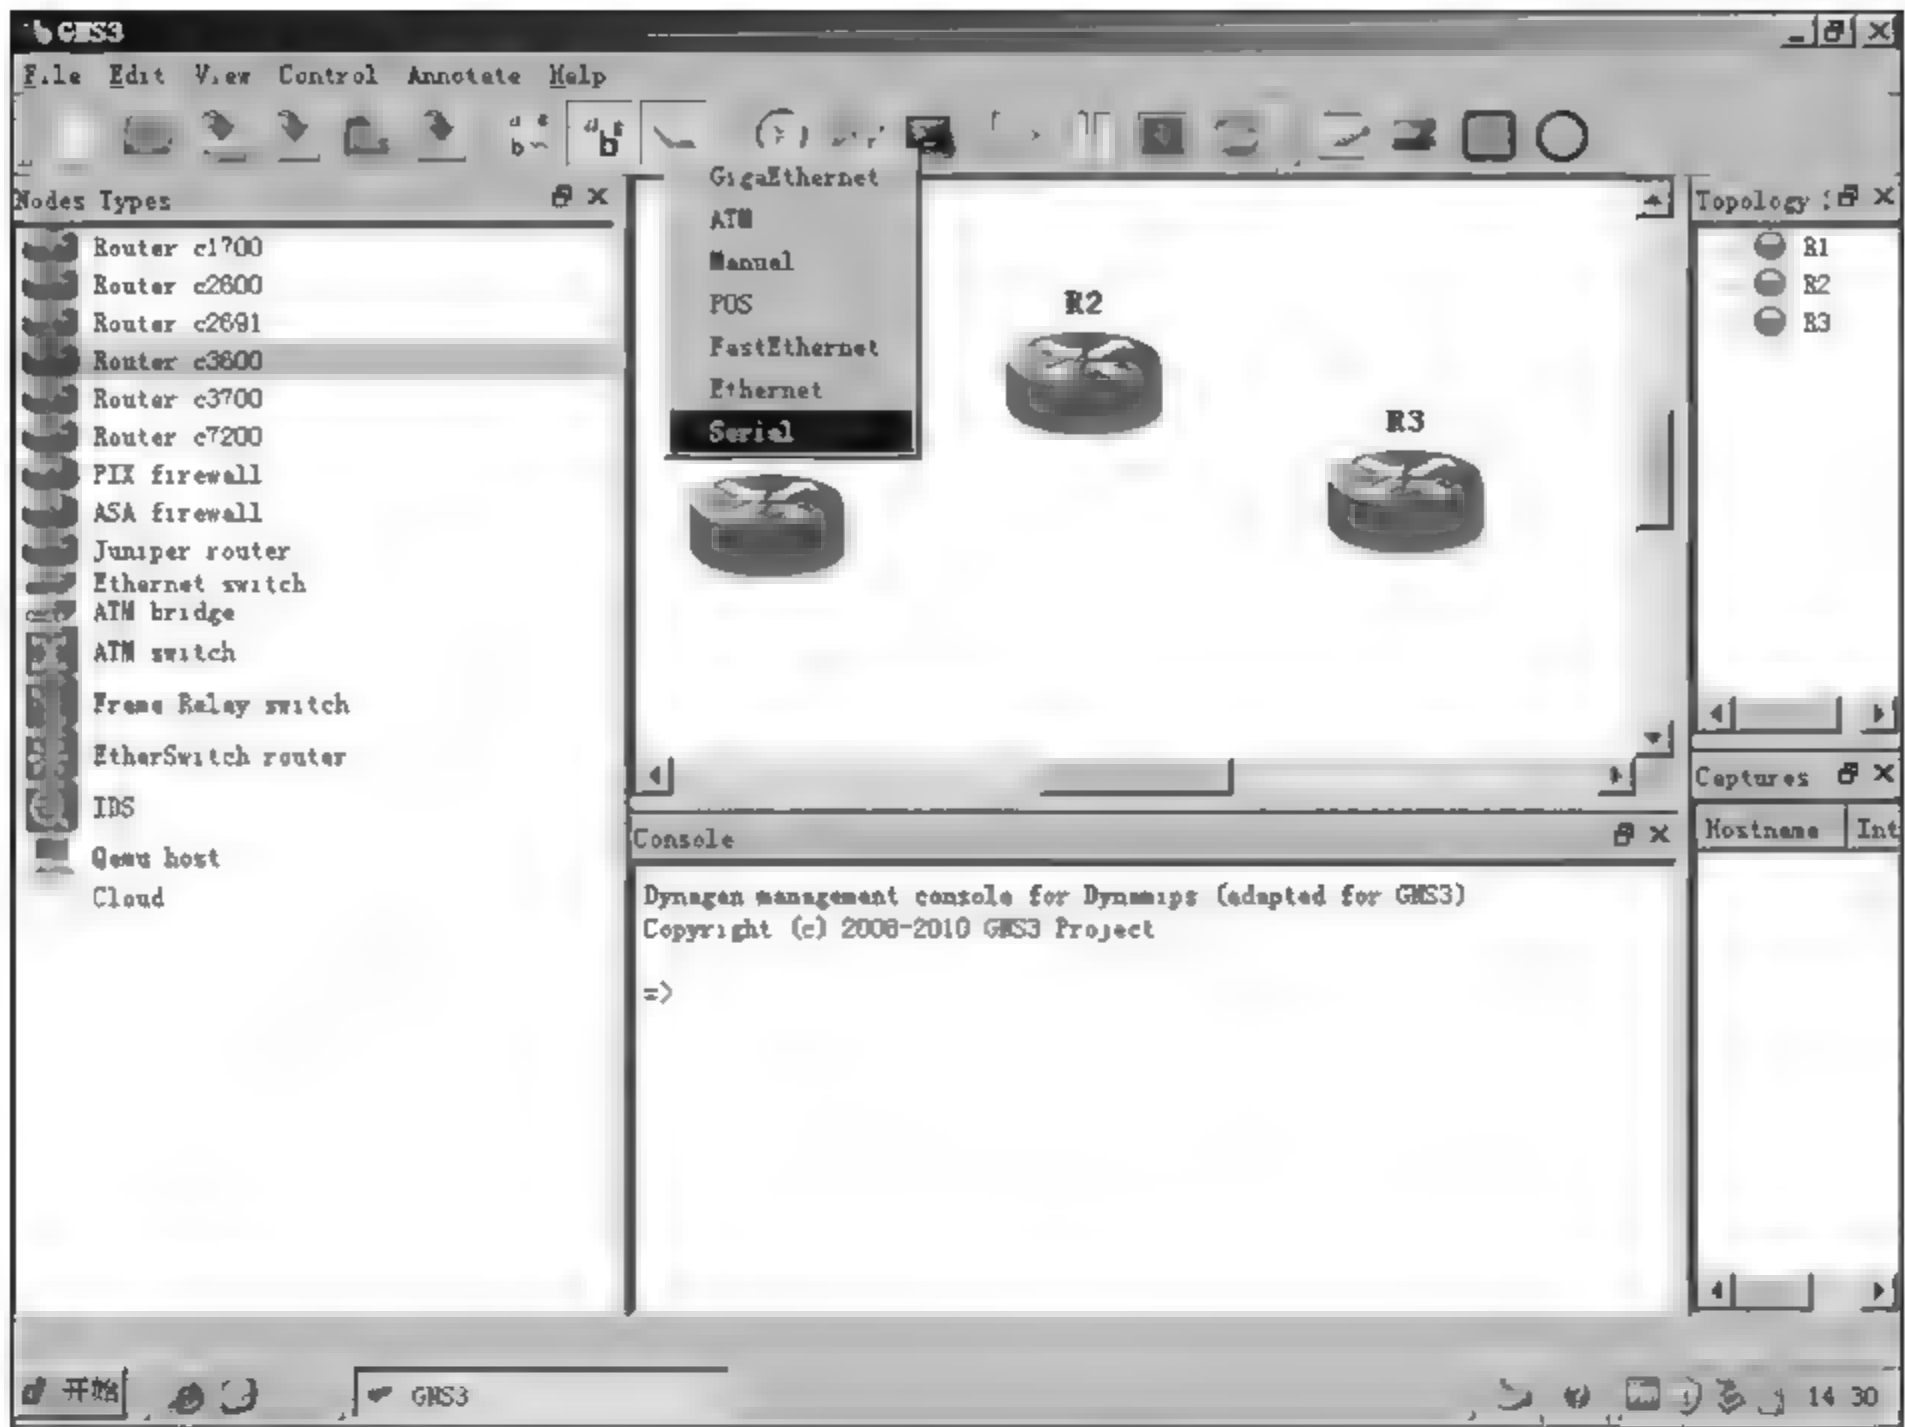 GNS3
File Edit View Control Annotate Help
Nodes Types
Router c1700
Router c2600
Router c2691
Router c3600
Router c3700
Router c7200
PIX firewall
ASA firewall
Juniper router
Ethernet switch
ATM bridge
ATM switch
Frame Relay switch
EtherSwitch router
IDS
Qemu host
Cloud
GigaEthernet
ATM
Manual
POS
FastEthernet
Ethernet
Serial
R2
R3
Topology
R1
R2
R3
Captures
Hostname Int
Console
Dynagen management console for Dynamips (adapted for GNS3)
Copyright (c) 2006-2010 GNS3 Project
=>
开始
GNS3
14 30